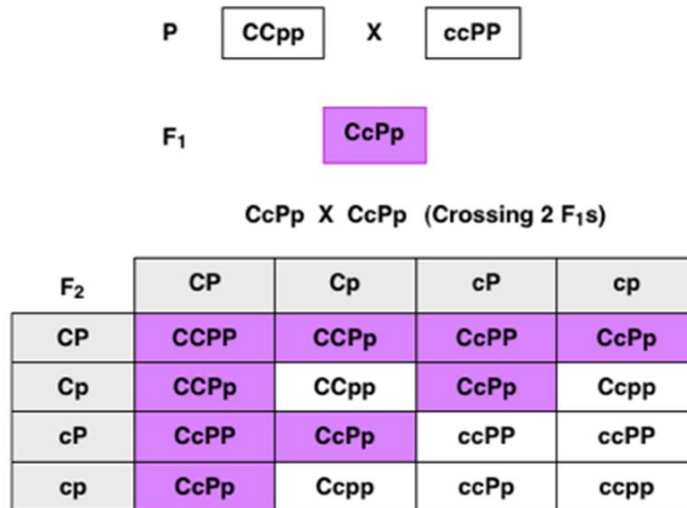 P CCpp X ccPP
F₁ CcPp
CcPp X CcPp (Crossing 2 F₁s)
F₂ CP Cp cP cp
CP CCPP CCPp CcPP CcPp
Cp CCPp CCpp CcPp Ccpp
cP CcPP CcPp ccPP ccPP
cp CcPp Ccpp ccPp ccpp